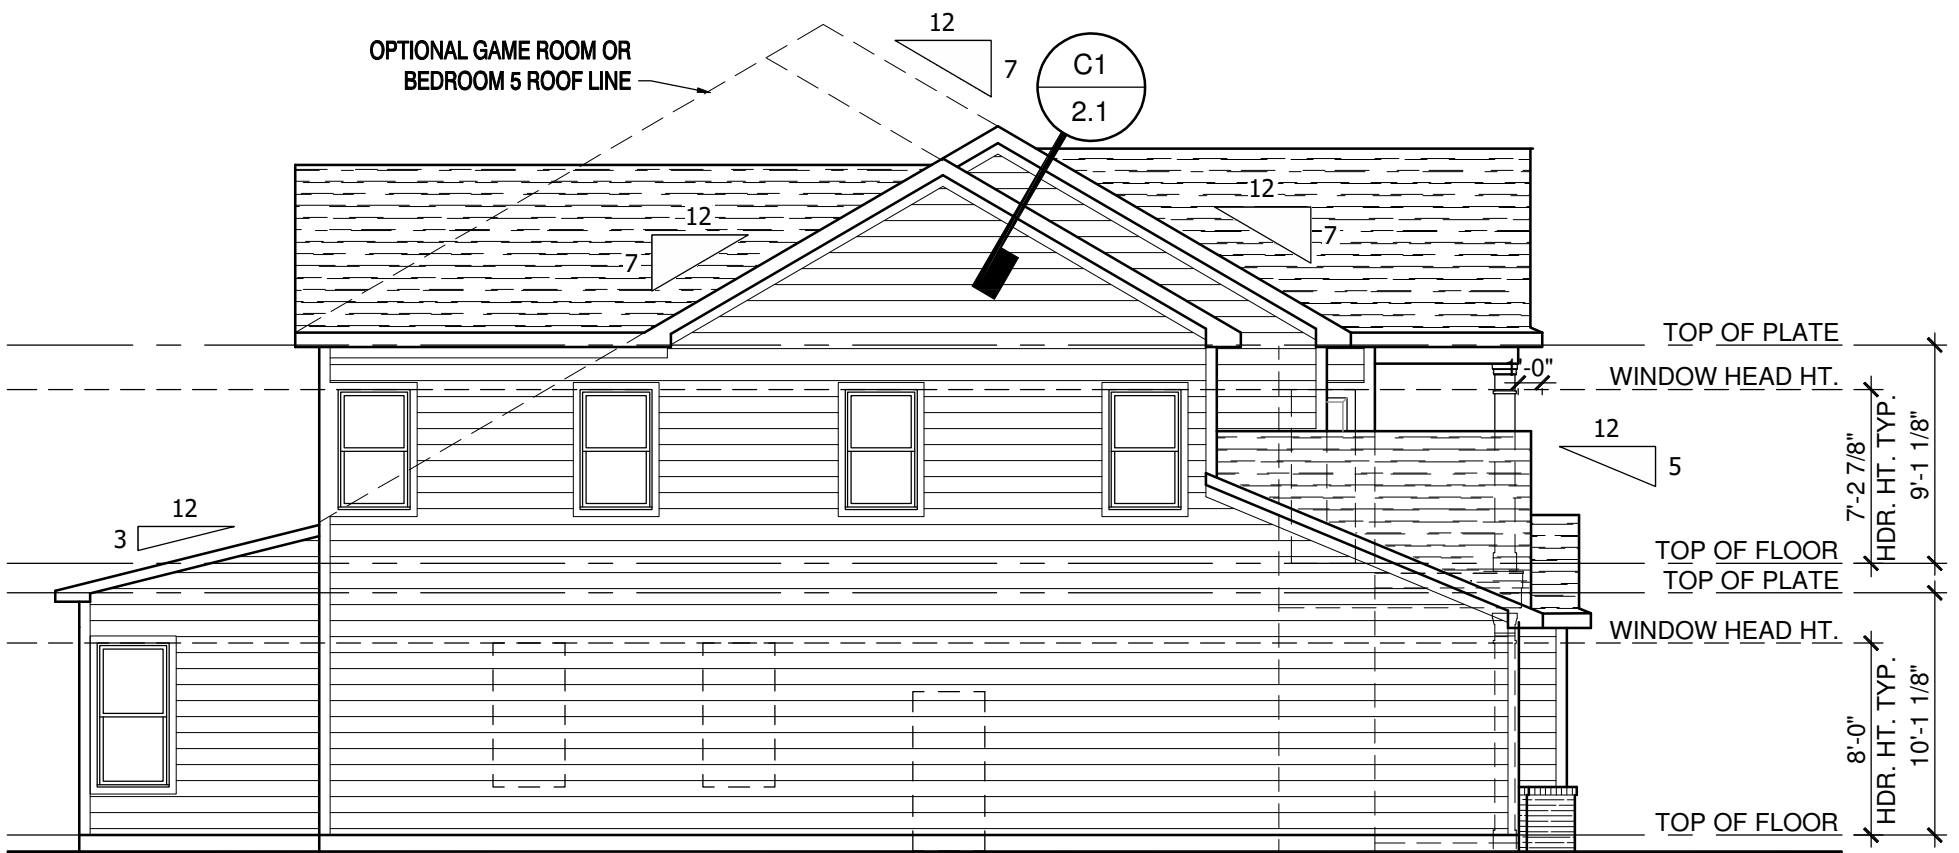 12
7
C1
2.1
OPTIONAL GAME ROOM OR
BEDROOM 5 ROOF LINE
12
7
12
7
TOP OF PLATE
1'-0"
WINDOW HEAD HT.
12
5
7'-2 7/8"
HDR. HT. TYP.
9'-1 1/8"
12
3
TOP OF FLOOR
TOP OF PLATE
WINDOW HEAD HT.
8'-0"
HDR. HT. TYP.
10'-1 1/8"
TOP OF FLOOR